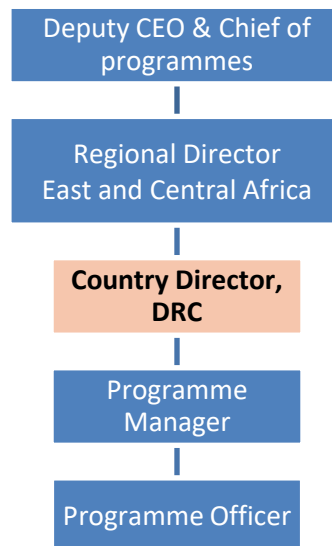 Deputy CEO & Chief of
programmes
Regional Director
East and Central Africa
Country Director,
DRC
Programme
Manager
Programme Officer